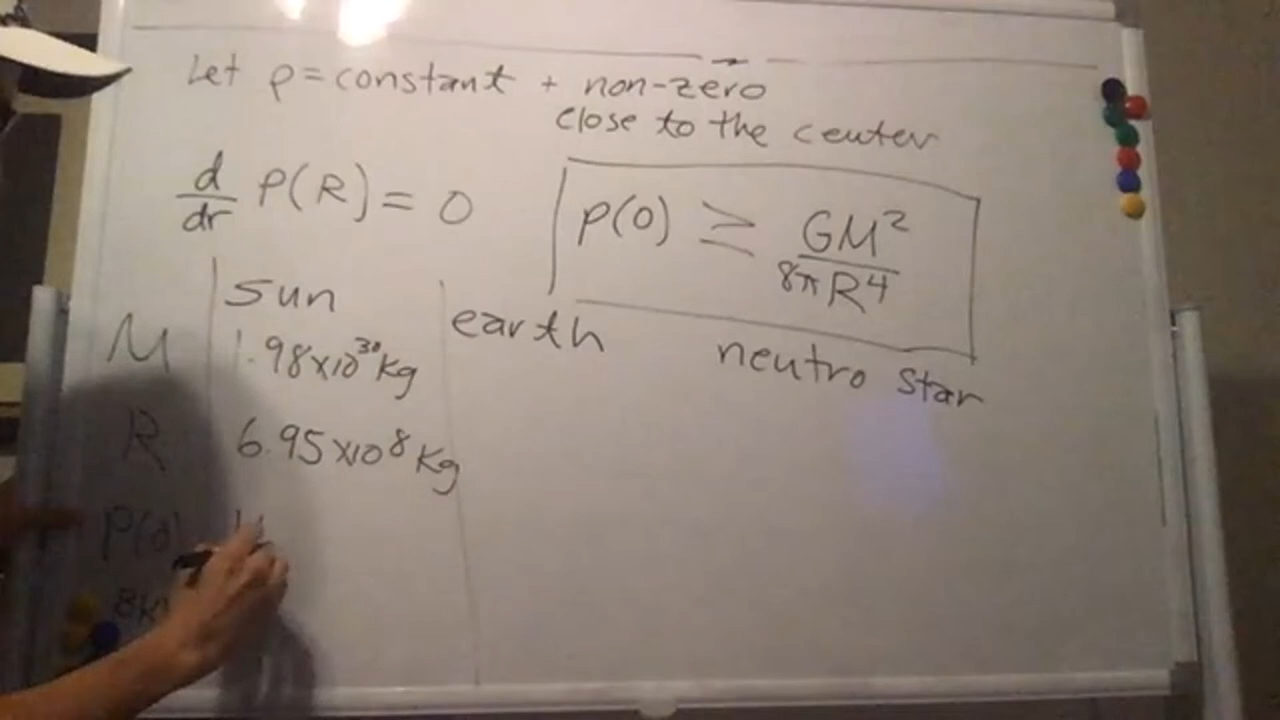 Let ρ = constant + non-zero
close to the center
d/dr P(R) = 0
P(0) ≥ GM²/8πR⁴
sun
earth
neutro star
M 1.98x10³⁰ kg
R 6.95x10⁸ kg
P(0)